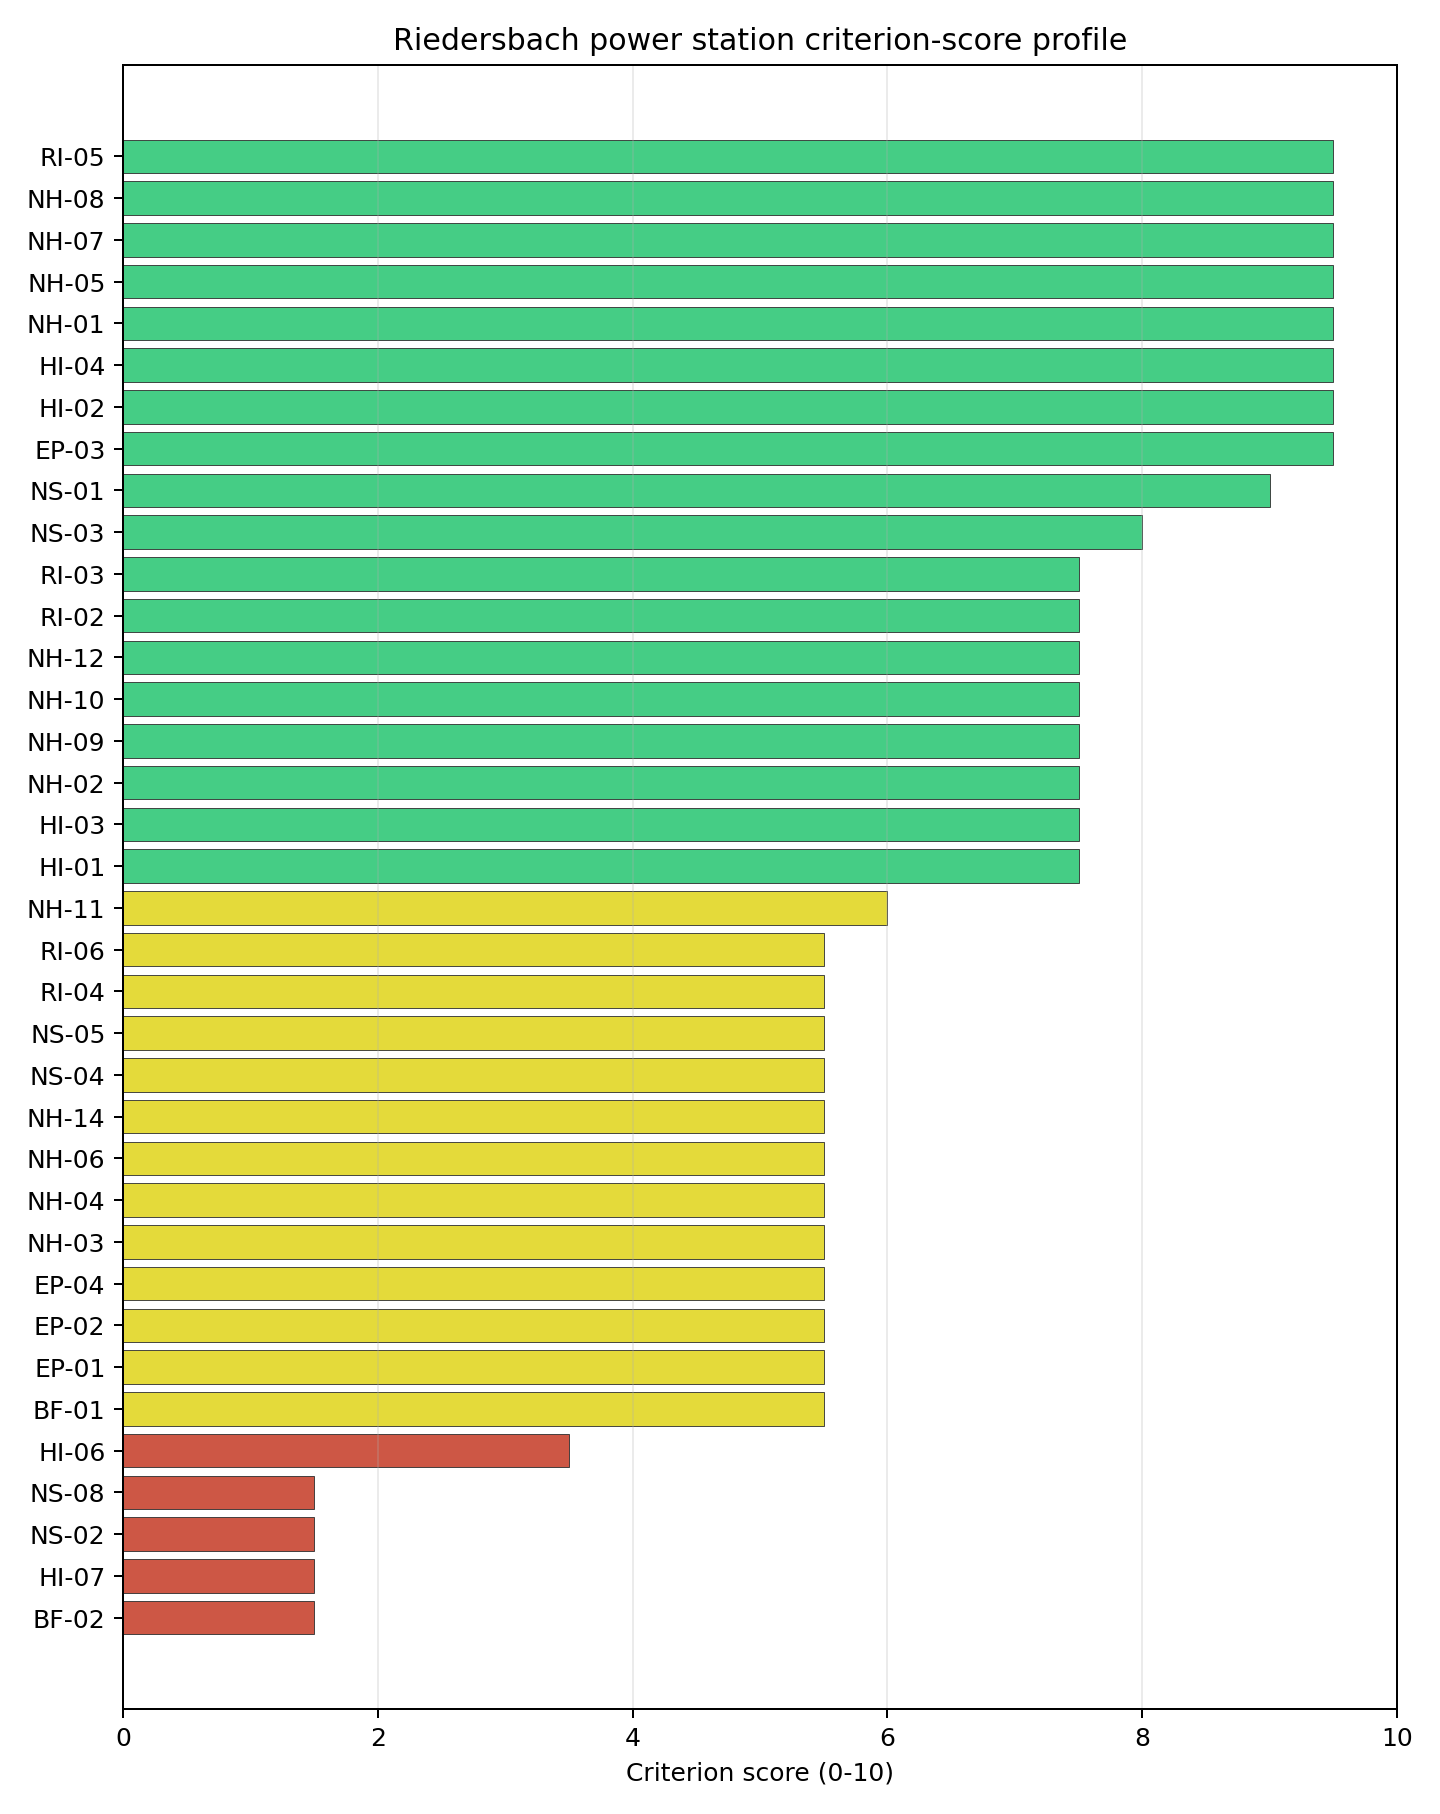 Riedersbach power station criterion-score profile
RI-05
NH-08
NH-07
NH-05
NH-01
HI-04
HI-02
EP-03
NS-01
NS-03
RI-03
RI-02
NH-12
NH-10
NH-09
NH-02
HI-03
HI-01
NH-11
RI-06
RI-04
NS-05
NS-04
NH-14
NH-06
NH-04
NH-03
EP-04
EP-02
EP-01
BF-01
HI-06
NS-08
NS-02
HI-07
BF-02
0 2 4 6 8 10
Criterion score (0-10)